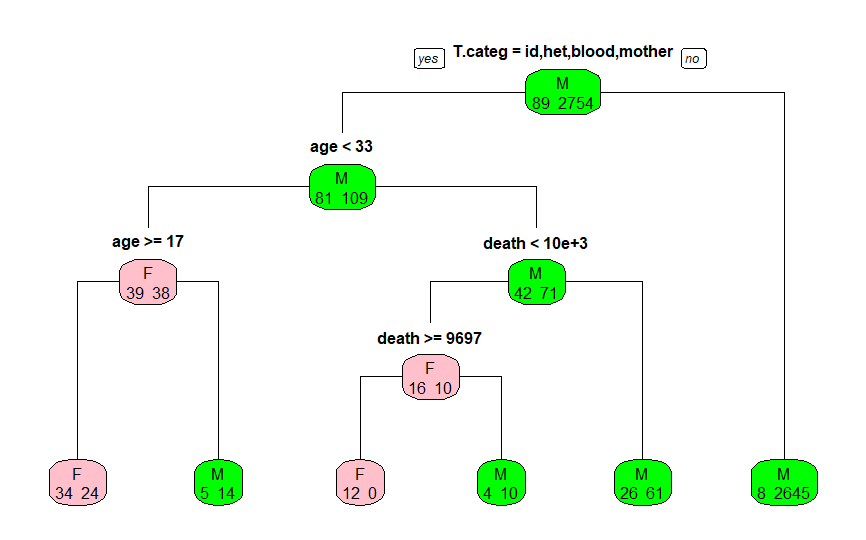 yes T.categ = id,het,blood,mother no
M
89 2754
age < 33
M
81 109
age >= 17
death < 10e+3
F
39 38
M
42 71
death >= 9697
F
16 10
F
34 24
M
5 14
F
12 0
M
4 10
M
26 61
M
8 2645